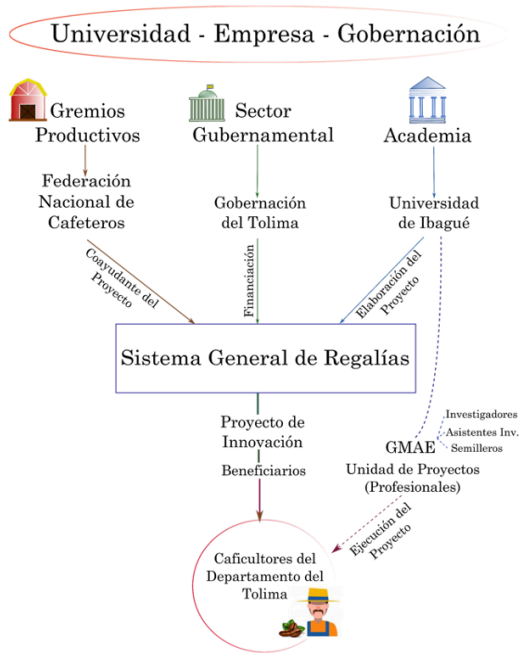 Universidad - Empresa - Gobernación
Gremios
Productivos
Sector
Gubernamental
Academia
Federación
Nacional de
Cafeteros
Gobernación
del Tolima
Universidad
de Ibagué
Coayudante del
Proyecto
Financiación
Elaboración del
Proyecto
Sistema General de Regalías
Proyecto de
Innovación
Beneficiarios
Investigadores
Asistentes Inv.
Semilleros
GMAE
Unidad de Proyectos
(Profesionales)
Ejecución del
Proyecto
Caficultores del
Departamento del
Tolima